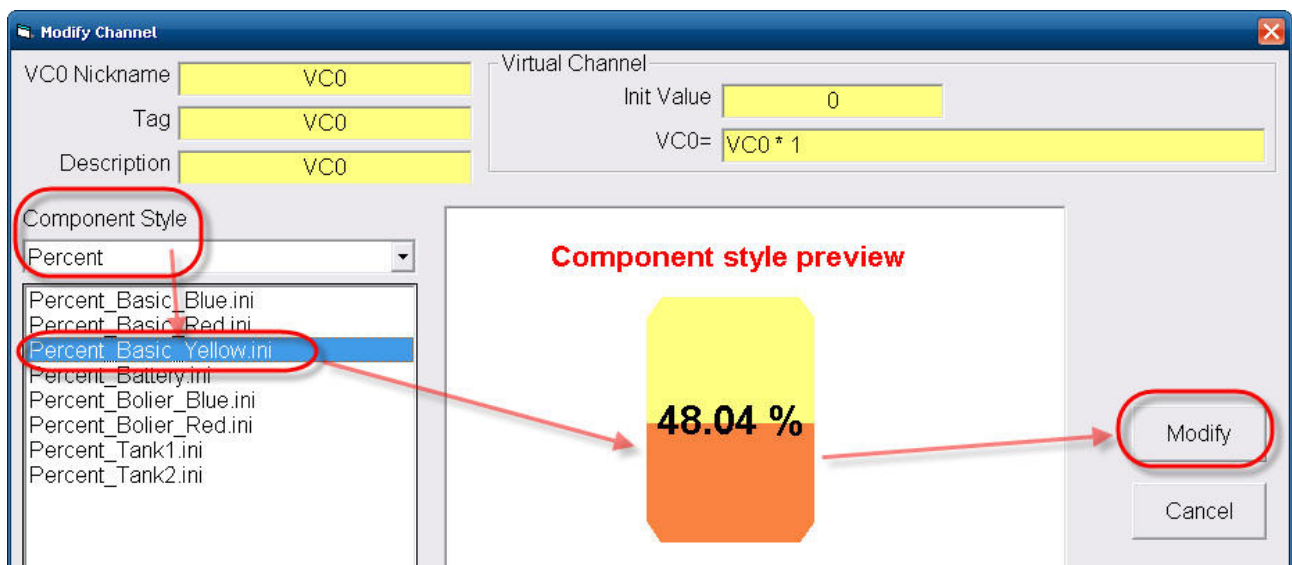 Modify Channel
VC0 Nickname VC0
Tag VC0
Description VC0
Virtual Channel
Init Value 0
VC0= VC0 * 1
Component Style
Percent
Percent_Basic_Blue.ini
Percent_Basic_Red.ini
Percent_Basic_Yellow.ini
Percent_Battery.ini
Percent_Bolier_Blue.ini
Percent_Bolier_Red.ini
Percent_Tank1.ini
Percent_Tank2.ini
Component style preview
48.04 %
Modify
Cancel